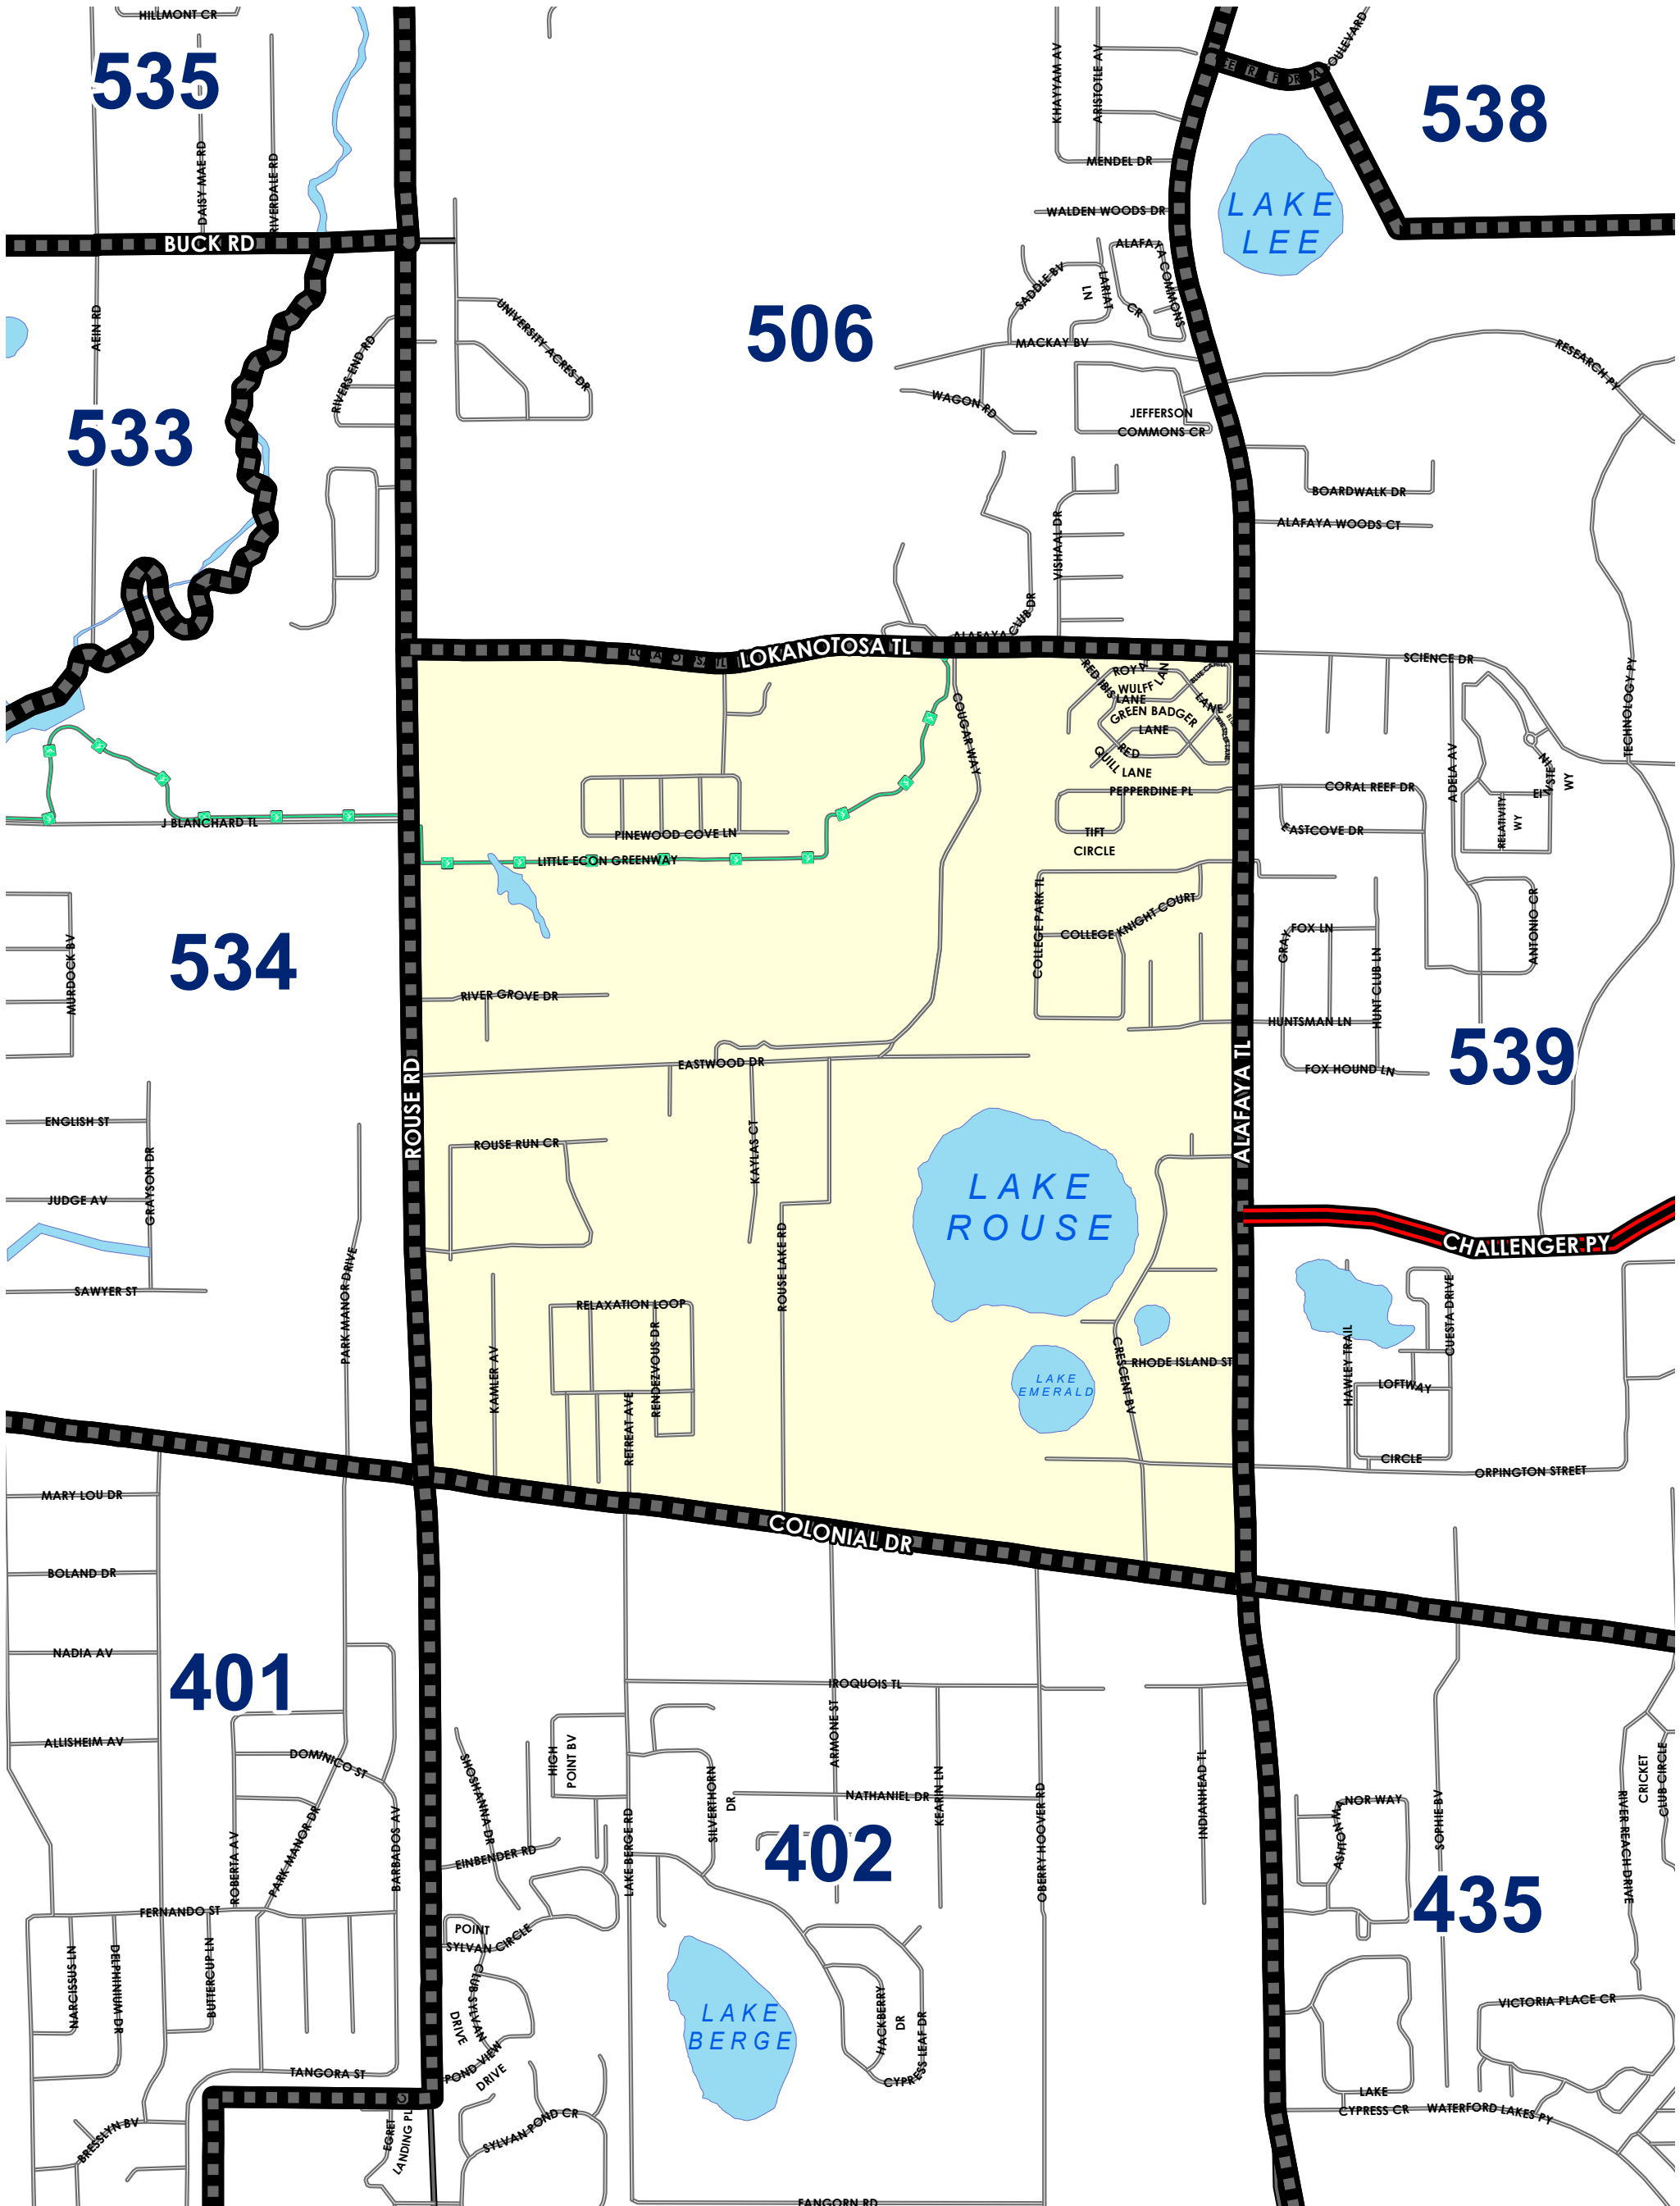 HILLMONT CR
535
DAISY MAE RD
RIVERDALE RD
BUCK RD
KHAYYAM AV
ARISTOTLE AV
MENDEL DR
WALDEN WOODS DR
538
LAKE
LEE
AEIN RD
533
RIVERS END RD
UNIVERSITY ACRES DR
506
SADDLE BV
LARIAT
LN
ALAFAYA COMMONS
CR
MACKAY BV
WAGON RD
JEFFERSON
COMMONS CR
RESEARCH PY
BOARDWALK DR
ALAFAYA WOODS CT
VISHAAL DR
ALAFAYA CLUB DR
LOKANOTOSA TL
LOKANOTOSA TL
SCIENCE DR
TECHNOLOGY PY
RED IBIS LANE
ROY
WULFF LAN
LANE
GREEN BADGER
LANE
RED
QUILL LANE
COUGAR WAY
PEPPERDINE PL
TIFT
CIRCLE
CORAL REEF DR
EASTCOVE DR
ADELA AV
EINSTEIN
WY
RELATIVITY
WY
J BLANCHARD TL
PINEWOOD COVE LN
LITTLE ECON GREENWAY
534
MURDOCK BV
COLLEGE PARK TL
COLLEGE KNIGHT COURT
GRAY
FOX LN
HUNT CLUB LN
ANTONIO CR
HUNTSMAN LN
539
FOX HOUND LN
RIVER GROVE DR
EASTWOOD DR
ROUSE RD
ALAFAYA TL
ENGLISH ST
GRAYSON DR
JUDGE AV
SAWYER ST
PARK MANOR DRIVE
ROUSE RUN CR
KAYLAS CT
ROUSE LAKE RD
LAKE
ROUSE
CHALLENGER PY
RELAXATION LOOP
RENDEZVOUS DR
KAMLER AV
RETREAT AVE
LAKE
EMERALD
CRESCENT BV
RHODE ISLAND ST
HAWLEY TRAIL
CUESTA DRIVE
LOFTWAY
CIRCLE
ORPINGTON STREET
COLONIAL DR
MARY LOU DR
BOLAND DR
NADIA AV
401
ALLISHEIM AV
DOMINICO ST
ROBERTA AV
PARK MANOR DR
BARBADOS AV
FERNANDO ST
NARCISSUS LN
DELPHINIUM DR
BUTTERCUP LN
TANGORA ST
BRESSLYN BV
EGRET
LANDING PL
IROQUOIS TL
ARMONE ST
HIGH
POINT BV
SHOSHANNA DR
EINBENDER RD
LAKE BERGE RD
SILVERTHORN
DR
NATHANIEL DR
KEARIN LN
OBERRY HOOVER RD
INDIANHEAD TL
402
POINT
SYLVAN CIRCLE
CLUB SYLVAN
DRIVE
POND VIEW
DRIVE
SYLVAN POND CR
LAKE
BERGE
HACKBERRY
DR
CYPRESS LEAF DR
FANGORN RD
SOPHIE BV
ASHTON MANOR WAY
435
RIVER REACH DRIVE
CRICKET
CLUB CIRCLE
VICTORIA PLACE CR
LAKE
CYPRESS CR
WATERFORD LAKES PY